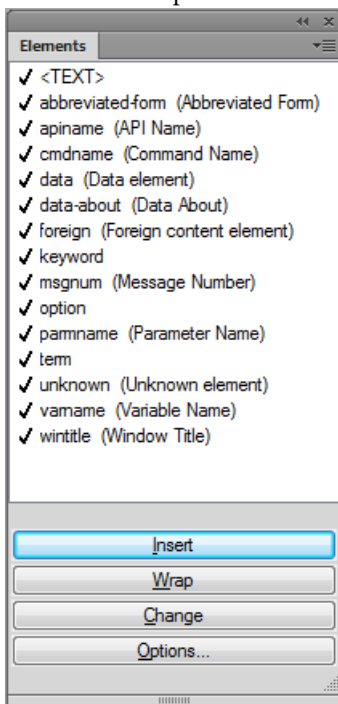 Elements
<TEXT>
abbreviated-form (Abbreviated Form)
apiname (API Name)
cmdname (Command Name)
data (Data element)
data-about (Data About)
foreign (Foreign content element)
keyword
msgnum (Message Number)
option
parmname (Parameter Name)
term
unknown (Unknown element)
varname (Variable Name)
wintitle (Window Title)
Insert
Wrap
Change
Options...